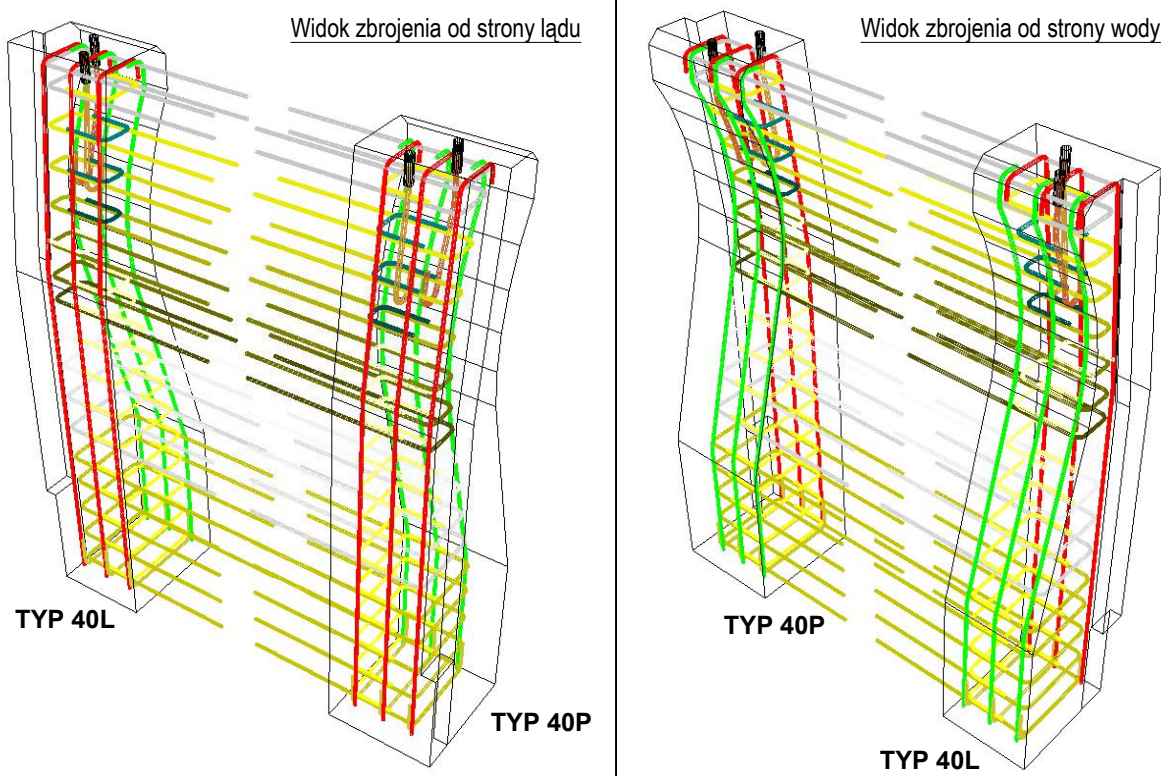 Widok zbrojenia od strony lądu
TYP 40L
TYP 40P
Widok zbrojenia od strony wody
TYP 40P
TYP 40L